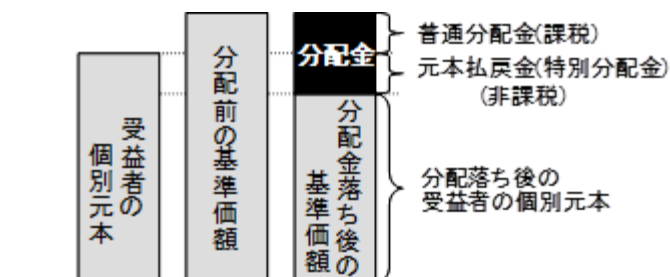 受益者の
個別元本
分配前の基準価額
分配金
分配金落ち後の
基準価額
普通分配金(課税)
元本払戻金(特別分配金)
(非課税)
分配落ち後の
受益者の個別元本